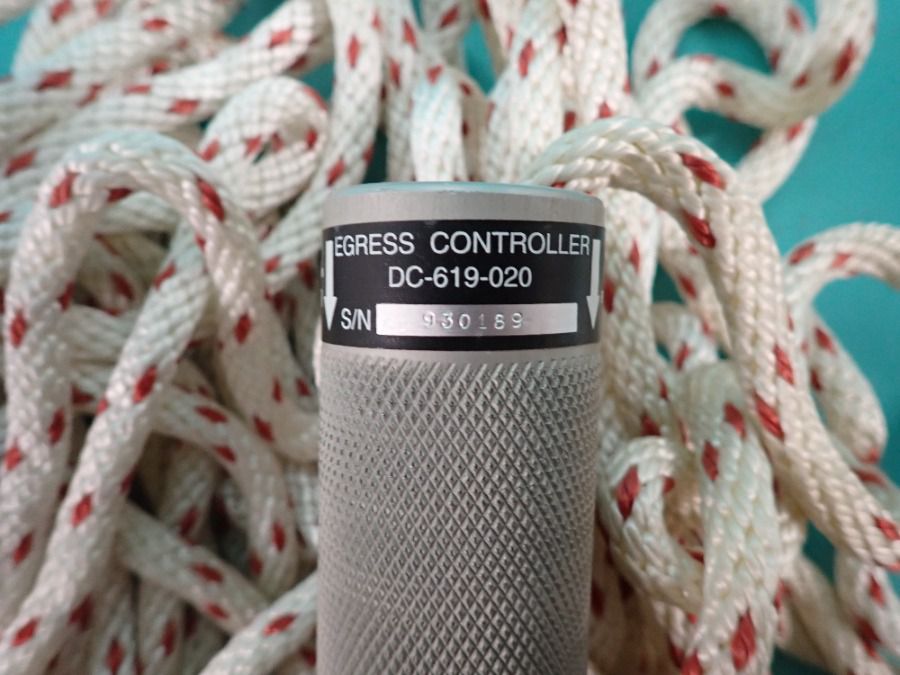 EGRESS CONTROLLER
DC-619-020
S/N 930189